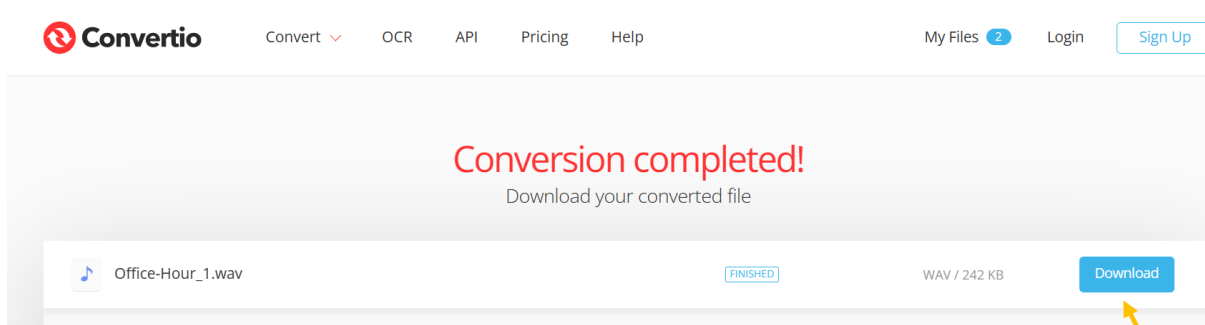 Convertio Convert OCR API Pricing Help My Files 2 Login Sign Up
Conversion completed!
Download your converted file
Office-Hour_1.wav FINISHED WAV / 242 KB Download